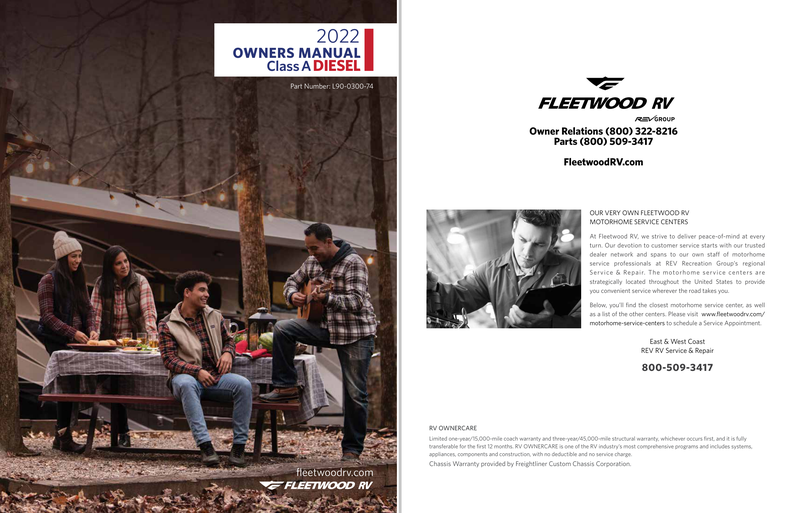 2022
OWNERS MANUAL
Class A DIESEL
Part Number: L90-0300-74
fleetwoodrv.com
FLEETWOOD RV
FLEETWOOD RV
REV GROUP
Owner Relations (800) 322-8216
Parts (800) 509-3417
FleetwoodRV.com
OUR VERY OWN FLEETWOOD RV
MOTORHOME SERVICE CENTERS
At Fleetwood RV, we strive to deliver peace-of-mind at every
turn. Our devotion to customer service starts with our trusted
dealer network and spans to our own staff of motorhome
service professionals at REV Recreation Group's regional
Service & Repair. The motorhome service centers are
strategically located throughout the United States to provide
you convenient service wherever the road takes you.
Below, you'll find the closest motorhome service center, as well
as a list of the other centers. Please visit www.fleetwoodrv.com/
motorhome-service-centers to schedule a Service Appointment.
East & West Coast
REV RV Service & Repair
800-509-3417
RV OWNERCARE
Limited one-year/15,000-mile coach warranty and three-year/45,000-mile structural warranty, whichever occurs first, and it is fully
transferable for the first 12 months. RV OWNERCARE is one of the RV industry's most comprehensive programs and includes systems,
appliances, components and construction, with no deductible and no service charge.
Chassis Warranty provided by Freightliner Custom Chassis Corporation.